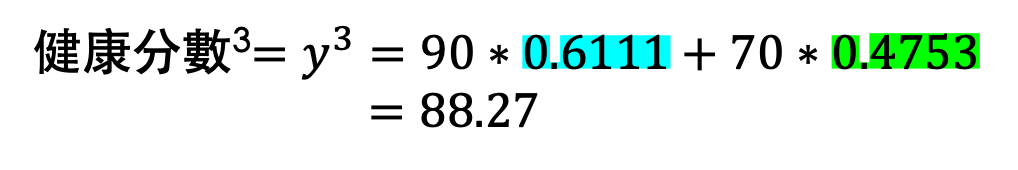 健康分數³= y³ = 90 * 0.6111 + 70 * 0.4753
= 88.27